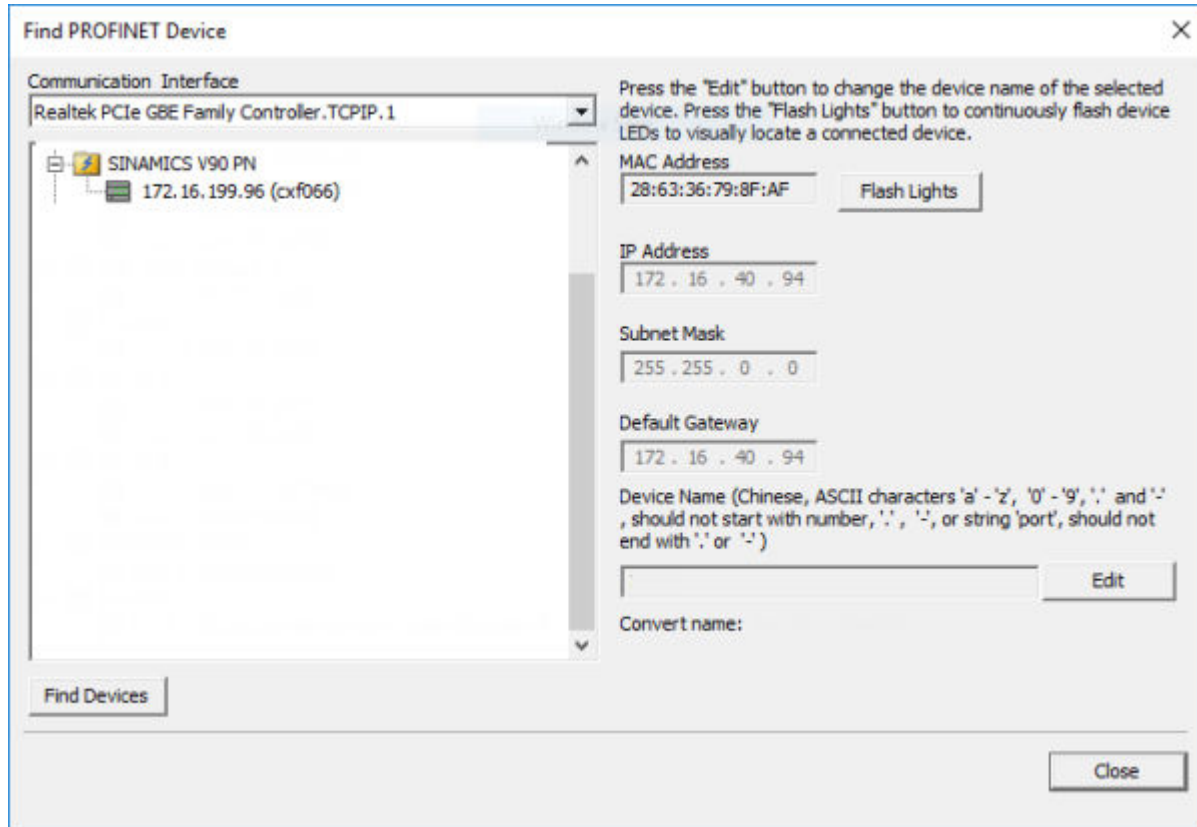 Find PROFINET Device
Communication Interface
Realtek PCIe GBE Family Controller.TCPIP.1
SINAMICS V90 PN
172.16.199.96 (cxf066)
Find Devices
Press the "Edit" button to change the device name of the selected
device. Press the "Flash Lights" button to continuously flash device
LEDs to visually locate a connected device.
MAC Address
28:63:36:79:8F:AF
Flash Lights
IP Address
172 . 16 . 40 . 94
Subnet Mask
255 . 255 . 0 . 0
Default Gateway
172 . 16 . 40 . 94
Device Name (Chinese, ASCII characters 'a' - 'z', '0' - '9', '.' and '-'
, should not start with number, '.' , '-', or string 'port', should not
end with '.' or '-' )
Edit
Convert name:
Close